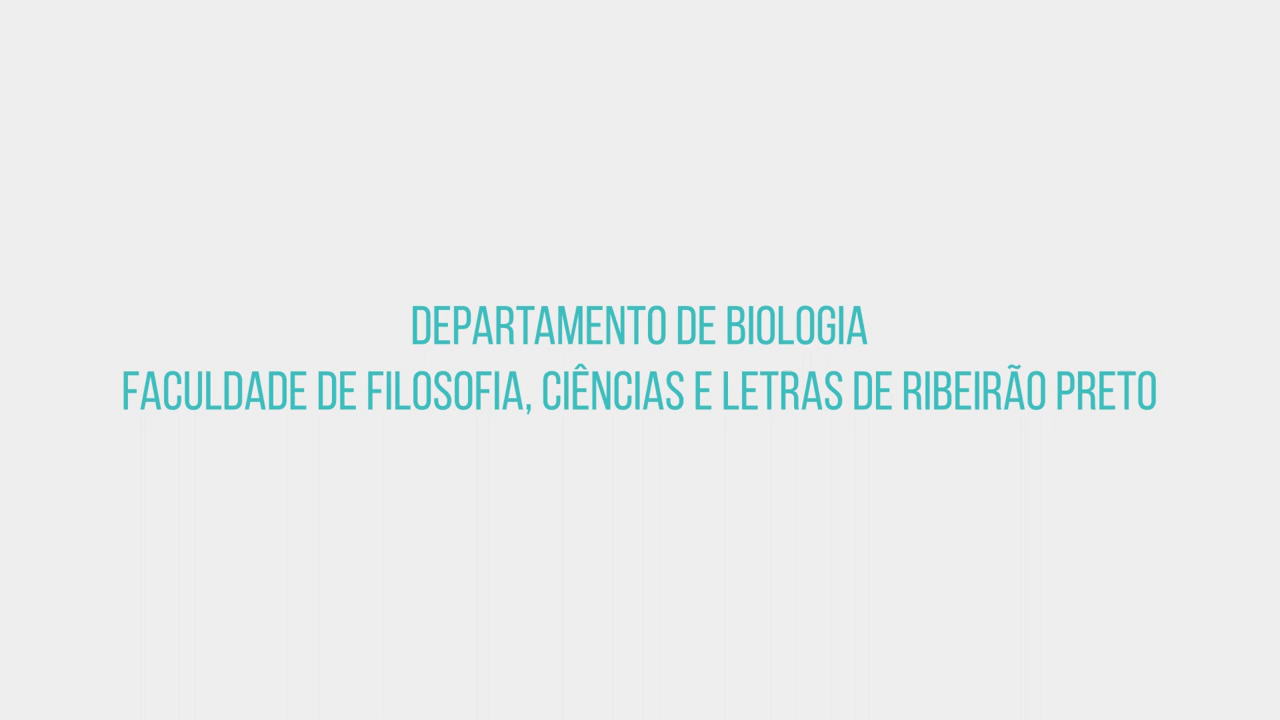 DEPARTAMENTO DE BIOLOGIA
FACULDADE DE FILOSOFIA, CIÊNCIAS E LETRAS DE RIBEIRÃO PRETO